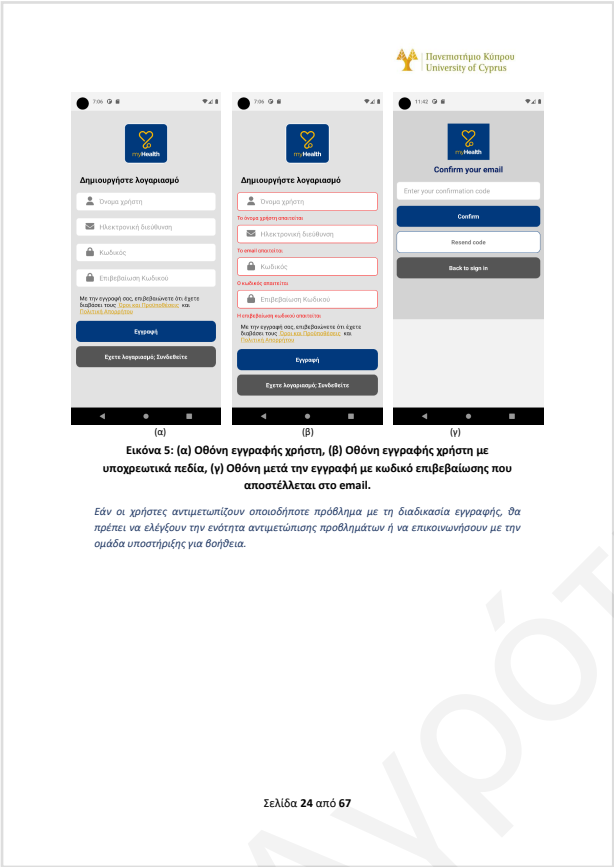 Πανεπιστήμιο Κύπρου
University of Cyprus
7:06
myHealth
Δημιουργήστε λογαριασμό
Όνομα χρήστη
Ηλεκτρονική διεύθυνση
Κωδικός
Επιβεβαίωση Κωδικού
Με την εγγραφή σας, επιβεβαιώνετε ότι έχετε
διαβάσει τους Όροι και Προϋποθέσεις και
Πολιτική Απορρήτου
Εγγραφή
Έχετε λογαριασμό; Συνδεθείτε
(α)
7:06
myHealth
Δημιουργήστε λογαριασμό
Όνομα χρήστη
Το όνομα χρήστη απαιτείται
Ηλεκτρονική διεύθυνση
Το email απαιτείται
Κωδικός
Ο κωδικός απαιτείται
Επιβεβαίωση Κωδικού
Η επιβεβαίωση κωδικού απαιτείται
Με την εγγραφή σας, επιβεβαιώνετε ότι έχετε
διαβάσει τους Όροι και Προϋποθέσεις και
Πολιτική Απορρήτου
Εγγραφή
Έχετε λογαριασμό; Συνδεθείτε
(β)
11:42
myHealth
Confirm your email
Enter your confirmation code
Confirm
Resend code
Back to sign in
(γ)
Εικόνα 5: (α) Οθόνη εγγραφής χρήστη, (β) Οθόνη εγγραφής χρήστη με
υποχρεωτικά πεδία, (γ) Οθόνη μετά την εγγραφή με κωδικό επιβεβαίωσης που
αποστέλλεται στο email.
Εάν οι χρήστες αντιμετωπίζουν οποιοδήποτε πρόβλημα με τη διαδικασία εγγραφής, θα
πρέπει να ελέγξουν την ενότητα αντιμετώπισης προβλημάτων ή να επικοινωνήσουν με την
ομάδα υποστήριξης για βοήθεια.
Σελίδα 24 από 67